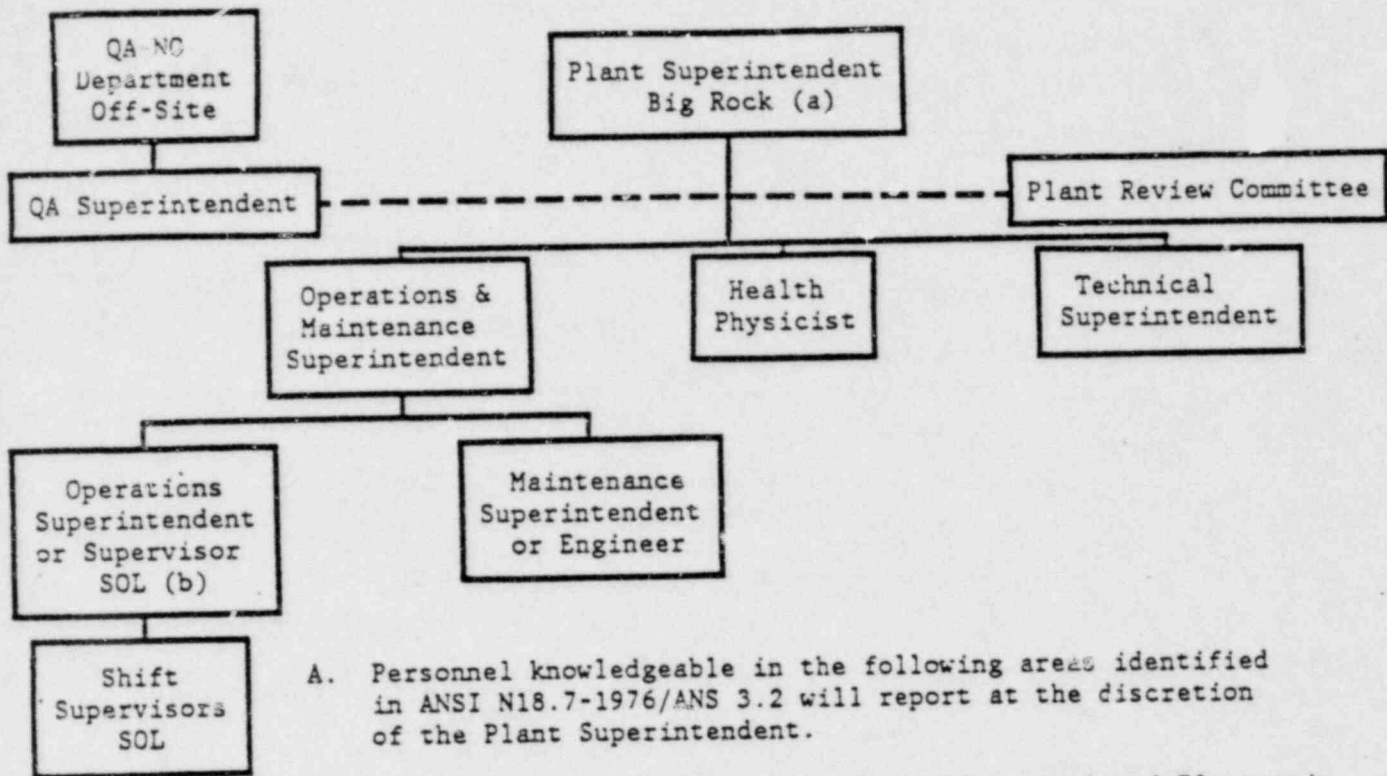 QA-NO
Department
Off-Site
Plant Superintendent
Big Rock (a)
QA Superintendent
Plant Review Committee
Operations &
Maintenance
Superintendent
Health
Physicist
Technical
Superintendent
Operations
Superintendent
or Supervisor
SOL (b)
Maintenance
Superintendent
or Engineer
Shift
Supervisors
SOL
A. Personnel knowledgeable in the following areas identified
in ANSI N18.7-1976/ANS 3.2 will report at the discretion
of the Plant Superintendent.